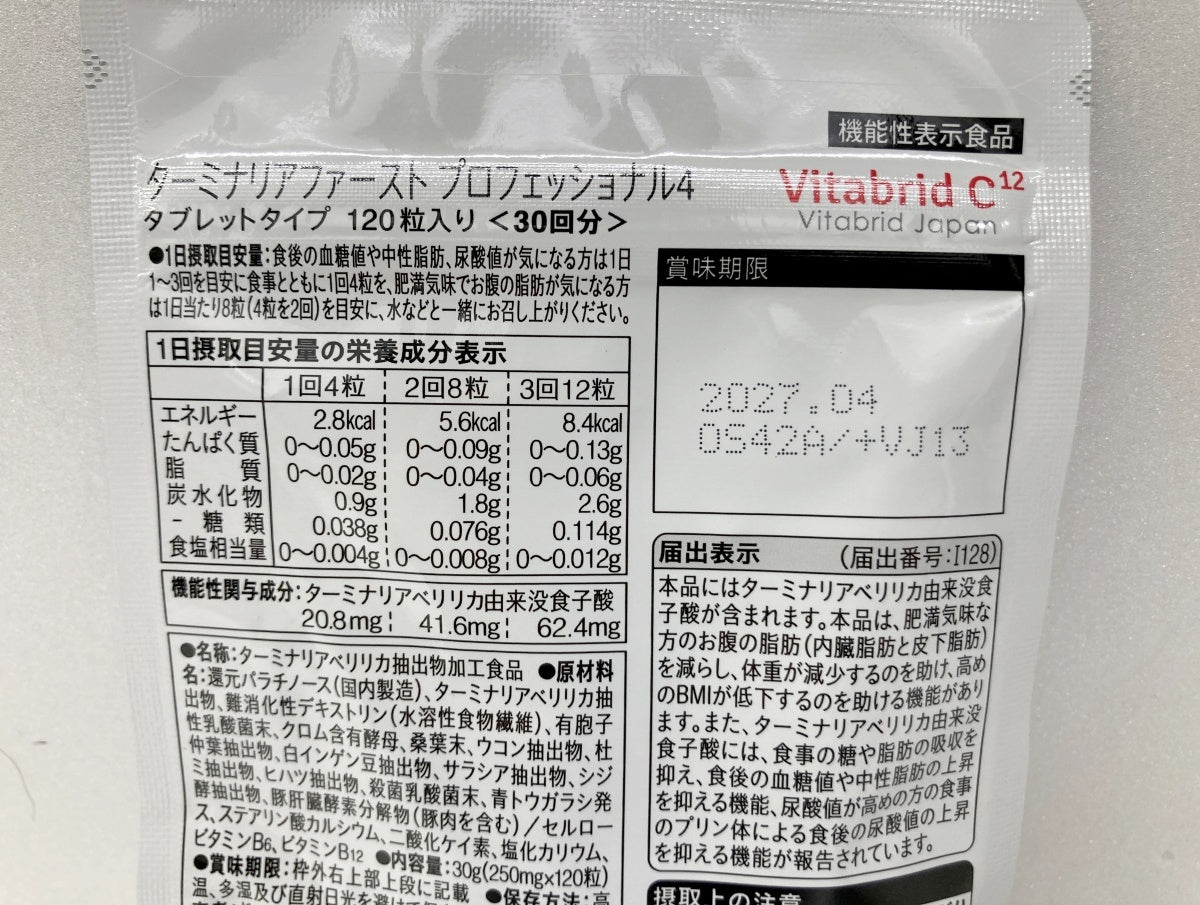 機能性表示食品
ターミナリアファースト プロフェッショナル4
タブレットタイプ 120粒入り <30回分>
Vitabrid C12
Vitabrid Japan
●1日摂取目安量:食後の血糖値や中性脂肪、尿酸値が気になる方は1日
1〜3回を目安に食事とともに1回4粒を、肥満気味でお腹の脂肪が気になる方
は1日当たり8粒(4粒を2回)を目安に、水などと一緒にお召し上がりください。
1日摂取目安量の栄養成分表示
1回4粒 2回8粒 3回12粒
エネルギー 2.8kcal 5.6kcal 8.4kcal
たんぱく質 0〜0.05g 0〜0.09g 0〜0.13g
脂質 0〜0.02g 0〜0.04g 0〜0.06g
炭水化物 0.9g 1.8g 2.6g
- 糖類 0.038g 0.076g 0.114g
食塩相当量 0〜0.004g 0〜0.008g 0〜0.012g
機能性関与成分:ターミナリアベリリカ由来没食子酸
20.8mg 41.6mg 62.4mg
●名称:ターミナリアベリリカ抽出物加工食品 ●原材料
名:還元パラチノース(国内製造)、ターミナリアベリリカ抽
出物、難消化性デキストリン(水溶性食物繊維)、有胞子
性乳酸菌末、クロム含有酵母、桑葉末、ウコン抽出物、杜
仲葉抽出物、白インゲン豆抽出物、サラシア抽出物、シジ
ミ抽出物、ヒハツ抽出物、殺菌乳酸菌末、青トウガラシ発
酵抽出物、豚肝臓酵素分解物(豚肉を含む)/セルロー
ス、ステアリン酸カルシウム、二酸化ケイ素、塩化カリウム、
ビタミンB6、ビタミンB12 ●内容量:30g(250mg×120粒)
●賞味期限:枠外右上部上段に記載 ●保存方法:高
温、多湿及び直射日光を避けて
賞味期限
2027.04
0S42A/+VJ13
届出表示 (届出番号:I128)
本品にはターミナリアベリリカ由来没食
子酸が含まれます。本品は、肥満気味な
方のお腹の脂肪(内臓脂肪と皮下脂肪)
を減らし、体重が減少するのを助け、高め
のBMIが低下するのを助ける機能があり
ます。また、ターミナリアベリリカ由来没
食子酸には、食事の糖や脂肪の吸収を
抑え、食後の血糖値や中性脂肪の上昇
を抑える機能、尿酸値が高めの方の食事
のプリン体による食後の尿酸値の上昇
を抑える機能が報告されています。
摂取上の注意